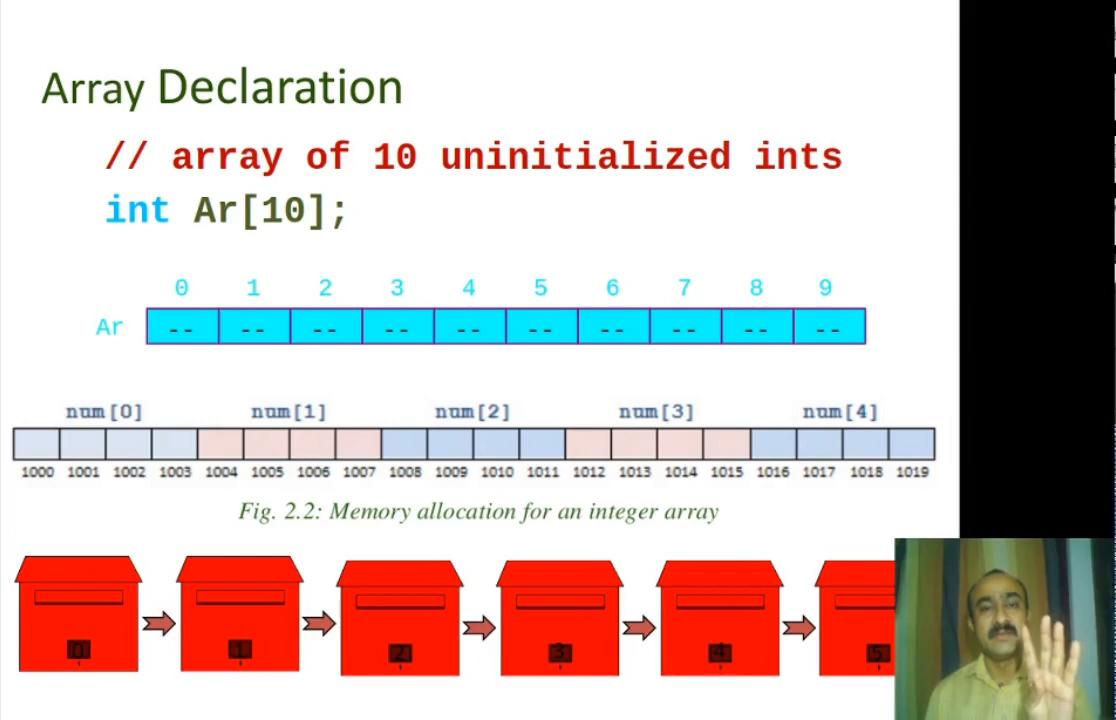 Array Declaration
// array of 10 uninitialized ints
int Ar[10];
0 1 2 3 4 5 6 7 8 9
Ar -- -- -- -- -- -- -- -- -- --
num[0] num[1] num[2] num[3] num[4]
1000 1001 1002 1003 1004 1005 1006 1007 1008 1009 1010 1011 1012 1013 1014 1015 1016 1017 1018 1019
Fig. 2.2: Memory allocation for an integer array
0 1 2 3 4 5